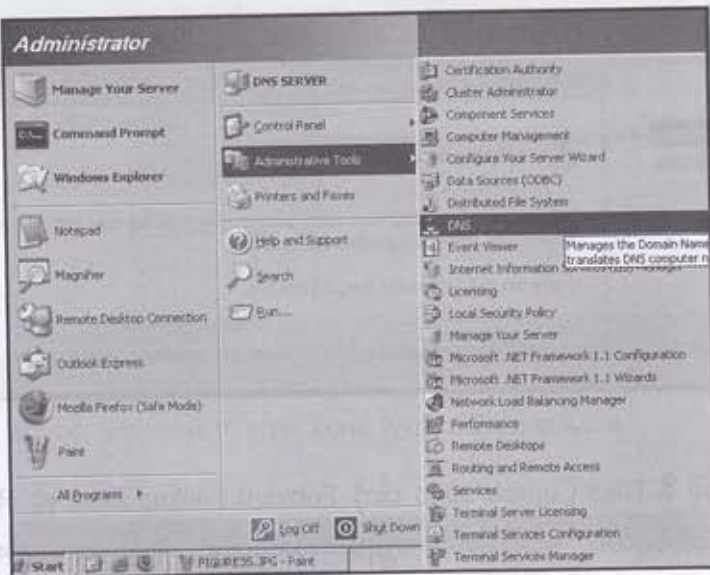 Administrator
Manage Your Server
Command Prompt
Windows Explorer
Notepad
Magnifier
Remote Desktop Connection
Outlook Express
Mozilla Firefox (Safe Mode)
Paint
All Programs
DNS SERVER
Control Panel
Administrative Tools
Printers and Faxes
Help and Support
Search
Run...
Certification Authority
Cluster Administrator
Component Services
Computer Management
Configure Your Server Wizard
Data Sources (ODBC)
Distributed File System
DNS
Event Viewer
Manages the Domain Name
translates DNS computer n
Internet Information Services (IIS) Manager
Licensing
Local Security Policy
Manage Your Server
Microsoft .NET Framework 1.1 Configuration
Microsoft .NET Framework 1.1 Wizards
Network Load Balancing Manager
Performance
Remote Desktops
Routing and Remote Access
Services
Terminal Server Licensing
Terminal Services Configuration
Terminal Services Manager
Log Off
Shut Down
Start
.JPG - Paint